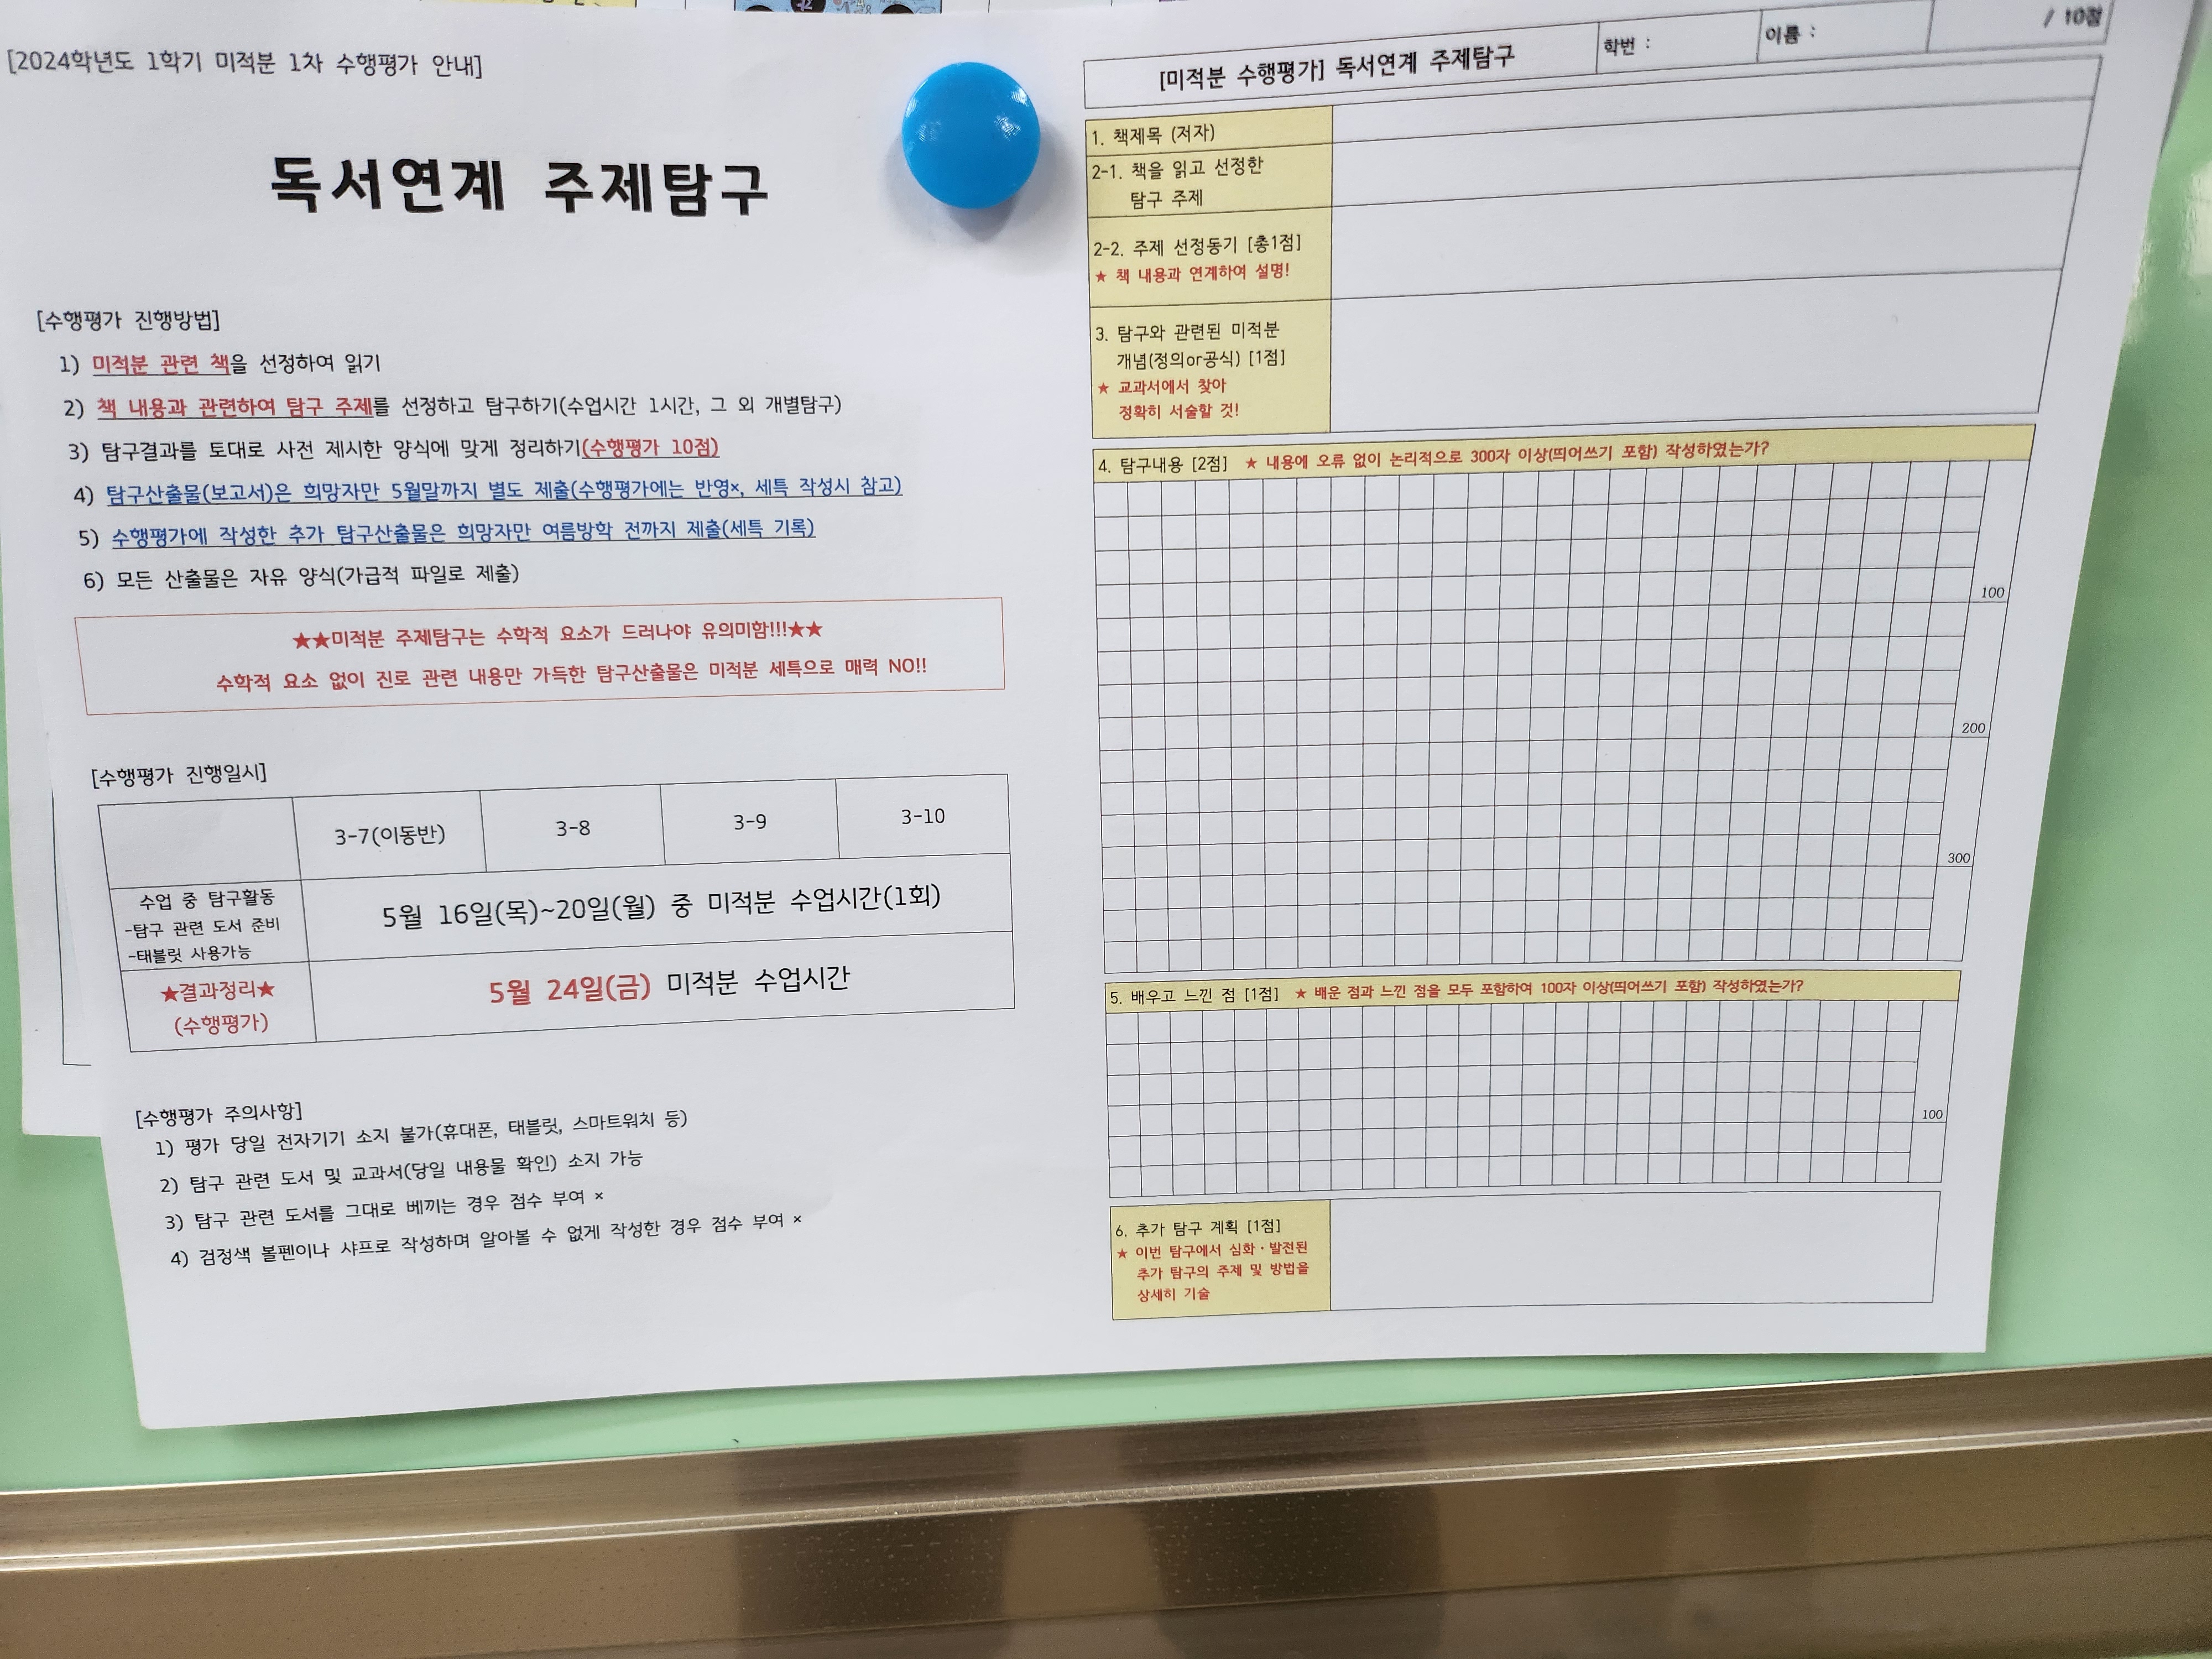 [2024학년도 1학기 미적분 1차 수행평가 안내]
독서연계 주제탐구
[수행평가 진행방법]
1) 미적분 관련 책을 선정하여 읽기
2) 책 내용과 관련하여 탐구 주제를 선정하고 탐구하기(수업시간 1시간, 그 외 개별탐구)
3) 탐구결과를 토대로 사전 제시한 양식에 맞게 정리하기(수행평가 10점)
4) 탐구산출물(보고서)은 희망자만 5월말까지 별도 제출(수행평가에는 반영×, 세특 작성시 참고)
5) 수행평가에 작성한 추가 탐구산출물은 희망자만 여름방학 전까지 제출(세특 기록)
6) 모든 산출물은 자유 양식(가급적 파일로 제출)
★★미적분 주제탐구는 수학적 요소가 드러나야 유의미함!!!★★
수학적 요소 없이 진로 관련 내용만 가득한 탐구산출물은 미적분 세특으로 매력 NO!!
[수행평가 진행일시]
3-7(이동반) 3-8 3-9 3-10
수업 중 탐구활동
-탐구 관련 도서 준비
-태블릿 사용가능
5월 16일(목)~20일(월) 중 미적분 수업시간(1회)
★결과정리★
(수행평가)
5월 24일(금) 미적분 수업시간
[수행평가 주의사항]
1) 평가 당일 전자기기 소지 불가(휴대폰, 태블릿, 스마트워치 등)
2) 탐구 관련 도서 및 교과서(당일 내용물 확인) 소지 가능
3) 탐구 관련 도서를 그대로 베끼는 경우 점수 부여 ×
4) 검정색 볼펜이나 샤프로 작성하며 알아볼 수 없게 작성한 경우 점수 부여 ×
[미적분 수행평가] 독서연계 주제탐구 학번 : 이름 : / 10점
1. 책제목 (저자)
2-1. 책을 읽고 선정한
탐구 주제
2-2. 주제 선정동기 [총1점]
★ 책 내용과 연계하여 설명!
3. 탐구와 관련된 미적분
개념(정의or공식) [1점]
★ 교과서에서 찾아
정확히 서술할 것!
4. 탐구내용 [2점] ★ 내용에 오류 없이 논리적으로 300자 이상(띄어쓰기 포함) 작성하였는가?
100
200
300
5. 배우고 느낀 점 [1점] ★ 배운 점과 느낀 점을 모두 포함하여 100자 이상(띄어쓰기 포함) 작성하였는가?
100
6. 추가 탐구 계획 [1점]
★ 이번 탐구에서 심화·발전된
추가 탐구의 주제 및 방법을
상세히 기술